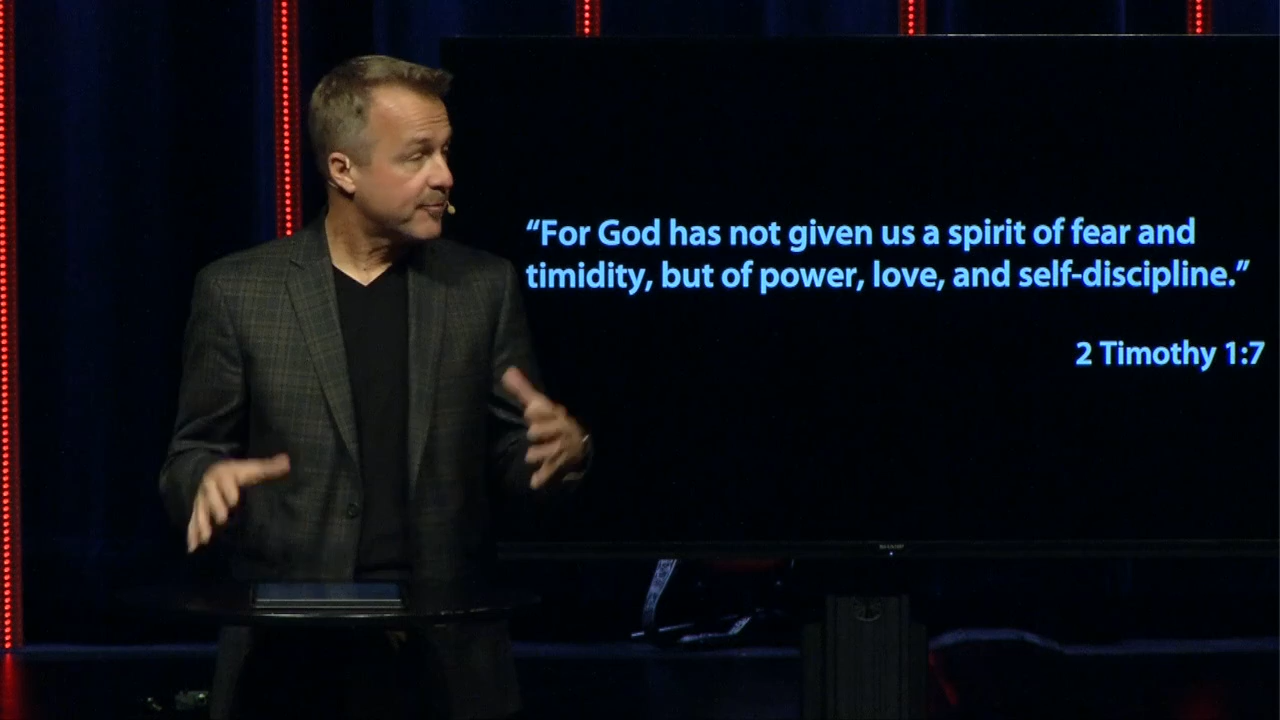 “For God has not given us a spirit of fear and
timidity, but of power, love, and self-discipline.”
2 Timothy 1:7
SHARP